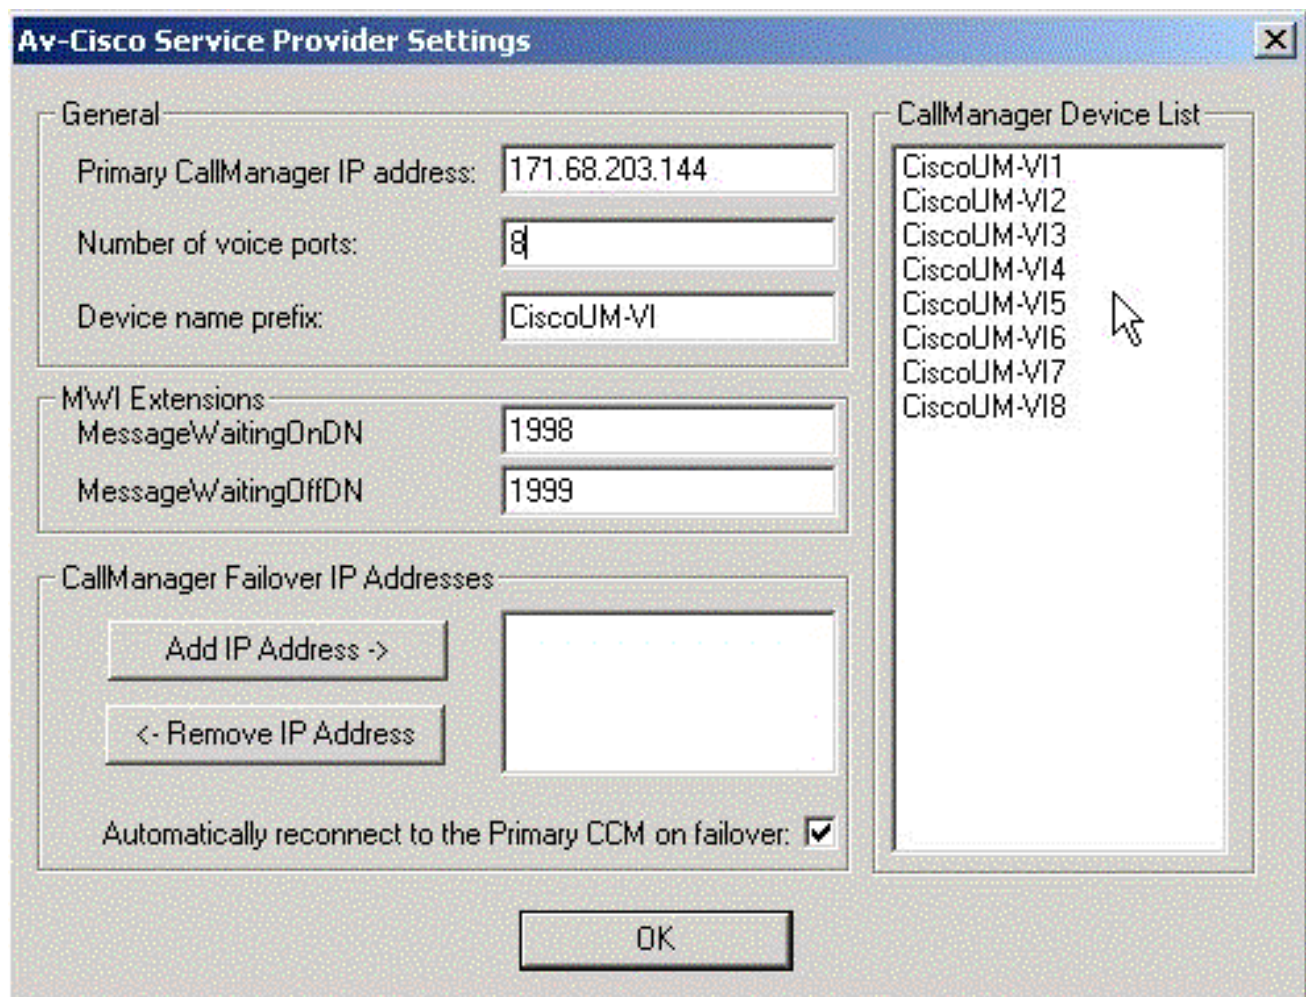 Av-Cisco Service Provider Settings
General
Primary CallManager IP address: 171.68.203.144
Number of voice ports: 8
Device name prefix: CiscoUM-VI
MWI Extensions
MessageWaitingOnDN 1998
MessageWaitingOffDN 1999
CallManager Failover IP Addresses
Add IP Address ->
<- Remove IP Address
Automatically reconnect to the Primary CCM on failover:
CallManager Device List
CiscoUM-VI1
CiscoUM-VI2
CiscoUM-VI3
CiscoUM-VI4
CiscoUM-VI5
CiscoUM-VI6
CiscoUM-VI7
CiscoUM-VI8
OK